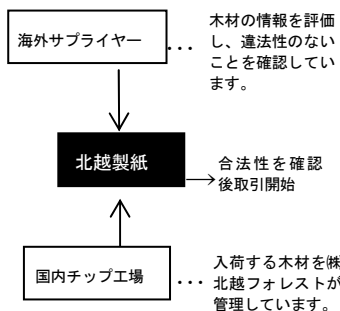 海外サプライヤー
･･･
木材の情報を評価
し、違法性のない
ことを確認してい
ます。
北越製紙
合法性を確認
後取引開始
国内チップ工場
･･･
入荷する木材を㈱
北越フォレストが
管理しています。